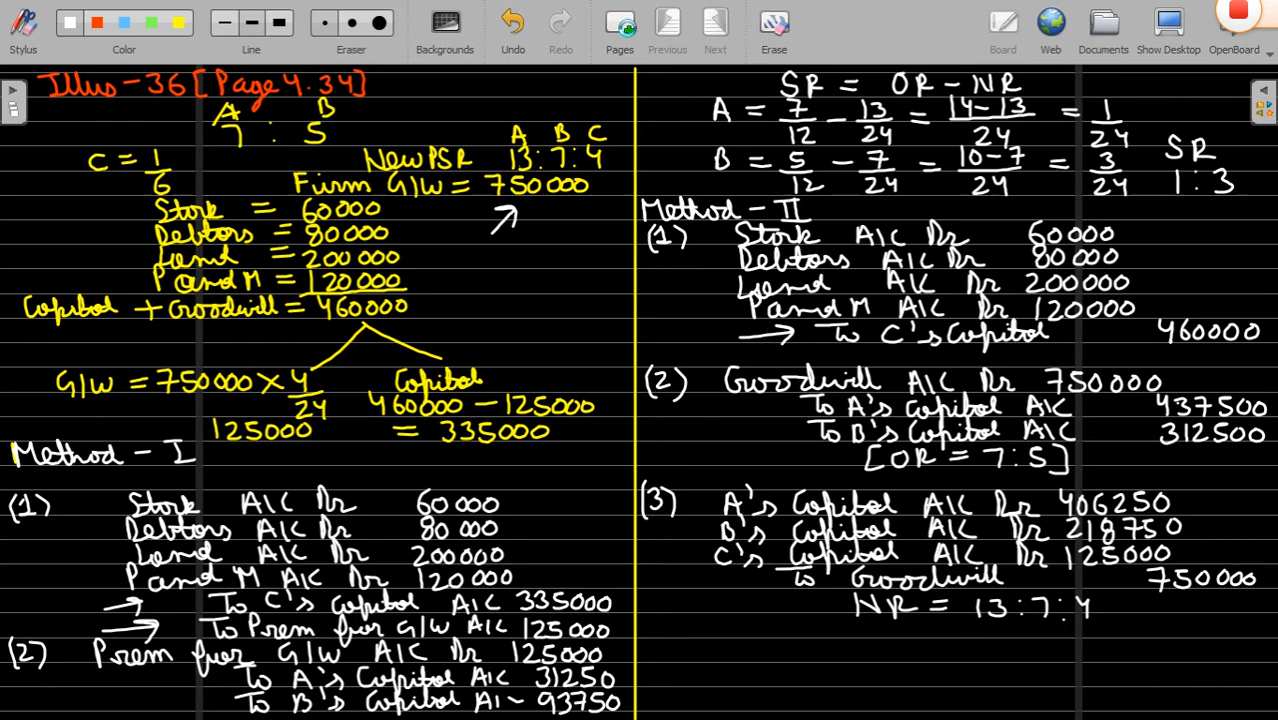 Stylus Color Line Eraser Backgrounds Undo Redo Pages Previous Next Erase Board Web Documents Show Desktop OpenBoard
Illus-36 [Page 4.34]
A B
7 : 5
A B C
C = 1/6 New PSR 13:7:4
Firm G/W = 750000
Stock = 60000
Debtors = 80000
Land = 200000
P and M = 120000
Capital + Goodwill = 460000
G/W = 750000 × 4/24
125000
Capital
460000 - 125000
= 335000
Method - I
(1) Stock A/C Dr 60000
Debtors A/C Dr 80000
Land A/C Dr 200000
P and M A/C Dr 120000
→ To C's Capital A/C 335000
→ To Prem for G/W A/C 125000
(2) Prem for G/W A/C Dr 125000
To A's Capital A/C 31250
To B's Capital A/ 93750
SR = OR - NR
A = 7/12 - 13/24 = 14-13/24 = 1/24
B = 5/12 - 7/24 = 10-7/24 = 3/24
SR
1:3
Method - II
(1) Stock A/C Dr 60000
Debtors A/C Dr 80000
Land A/C Dr 200000
P and M A/C Dr 120000
→ To C's Capital 460000
(2) Goodwill A/C Dr 750000
To A's Capital A/C 437500
To B's Capital A/C 312500
[OR = 7:5]
(3) A's Capital A/C Dr 406250
B's Capital A/C Dr 218750
C's Capital A/C Dr 125000
To Goodwill 750000
NR = 13:7:4